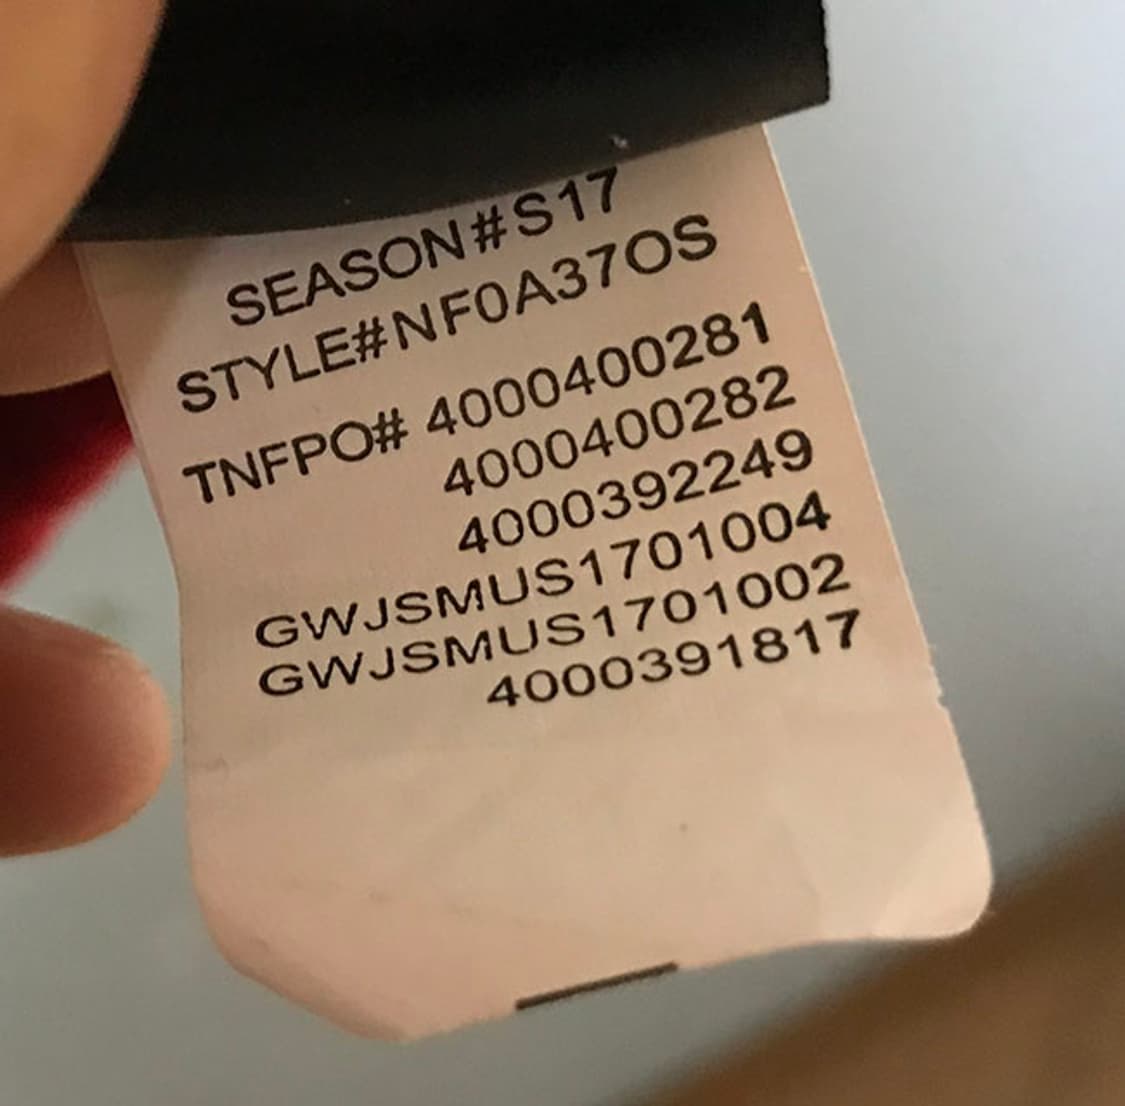 SEASON#S17
STYLE#NF0A37OS
TNFPO# 4000400281
4000400282
4000392249
GWJSMUS1701004
GWJSMUS1701002
4000391817